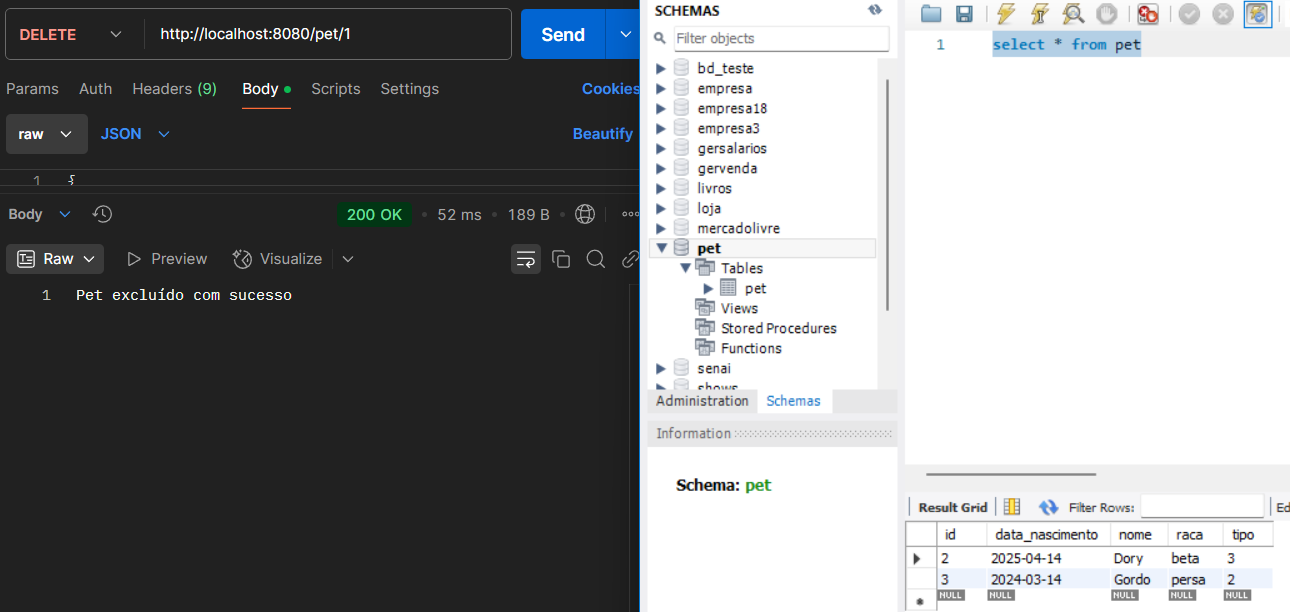 DELETE http://localhost:8080/pet/1 Send
Params Auth Headers (9) Body Scripts Settings Cookies
raw JSON Beautify
1 {
Body 200 OK 52 ms 189 B
Raw Preview Visualize
1 Pet excluído com sucesso
SCHEMAS
Filter objects
bd_teste
empresa
empresa18
empresa3
gersalarios
gervenda
livros
loja
mercadolivre
pet
Tables
pet
Views
Stored Procedures
Functions
senai
shows
Administration Schemas
Information
Schema: pet
1 select * from pet
Result Grid Filter Rows: Ed
id data_nascimento nome raca tipo
2 2025-04-14 Dory beta 3
3 2024-03-14 Gordo persa 2
NULL NULL NULL NULL NULL